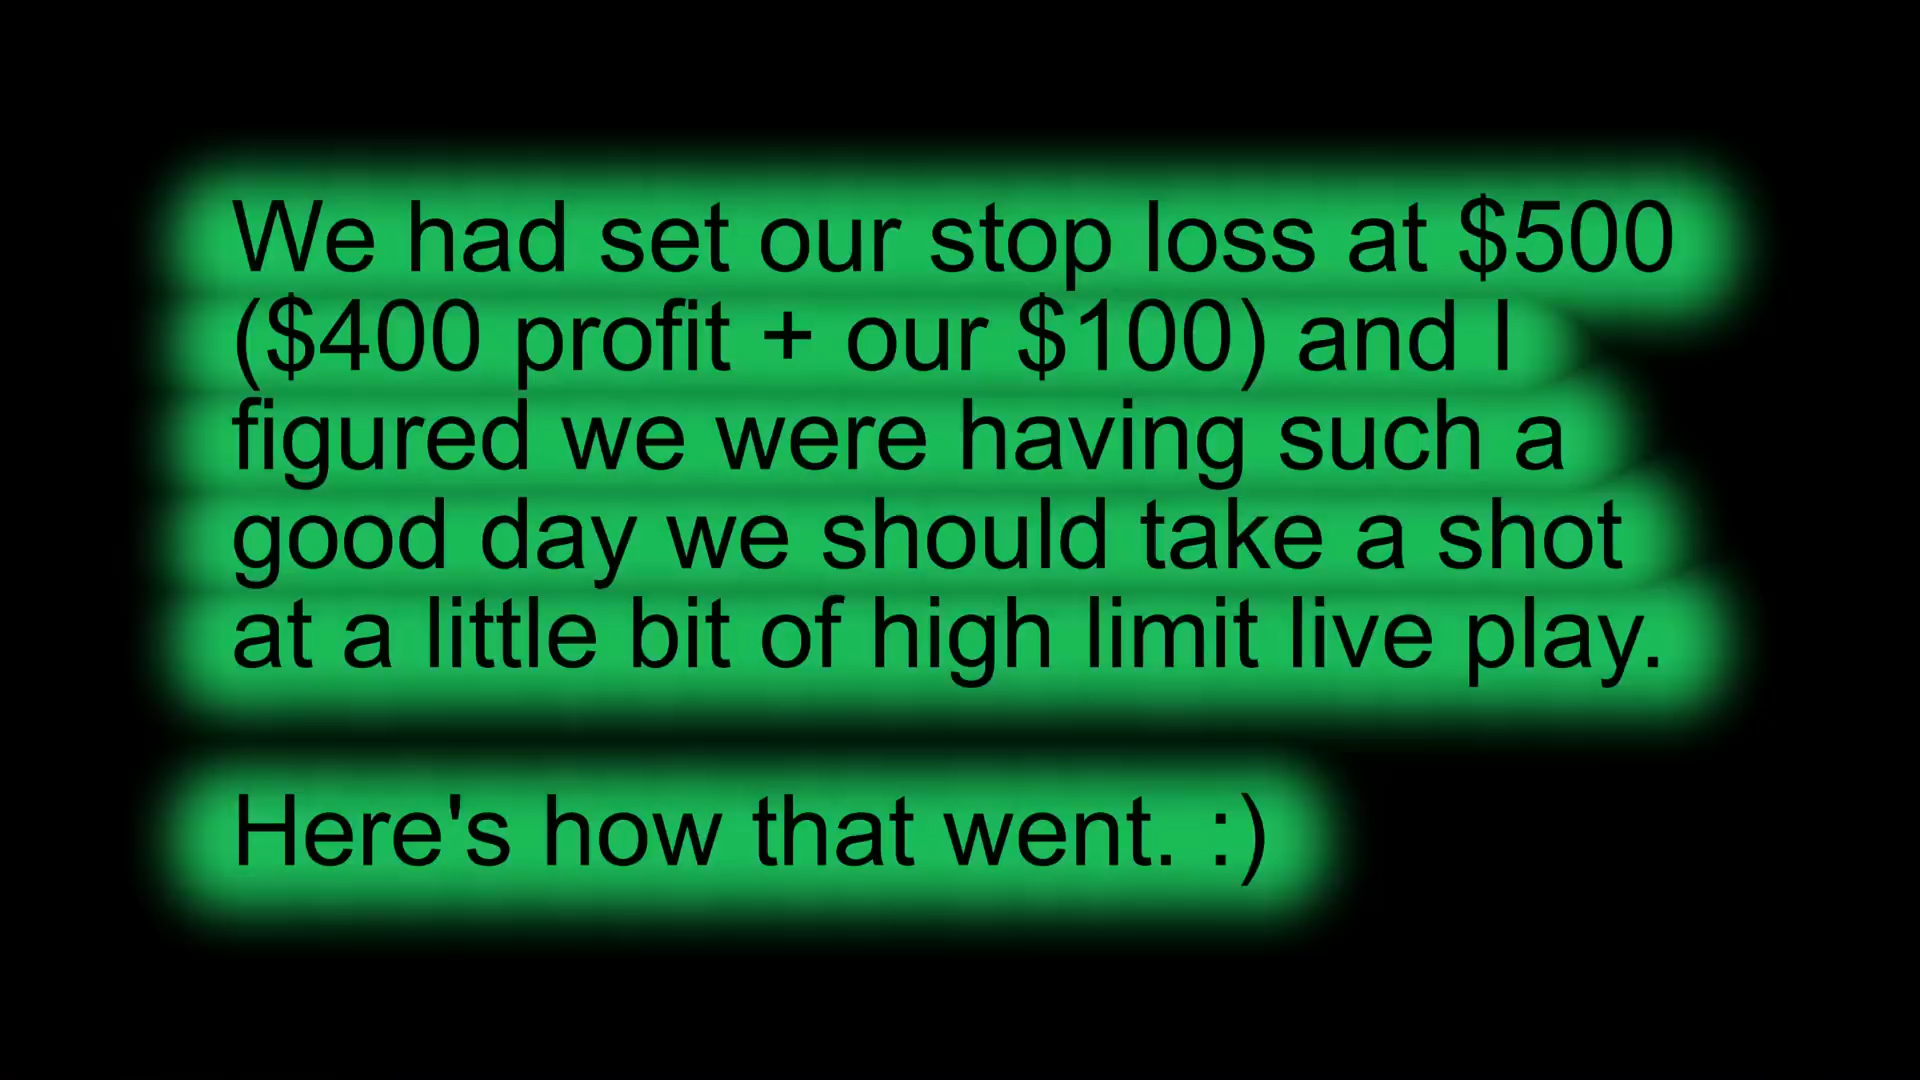 We had set our stop loss at $500
($400 profit + our $100) and I
figured we were having such a
good day we should take a shot
at a little bit of high limit live play.
Here's how that went. :)